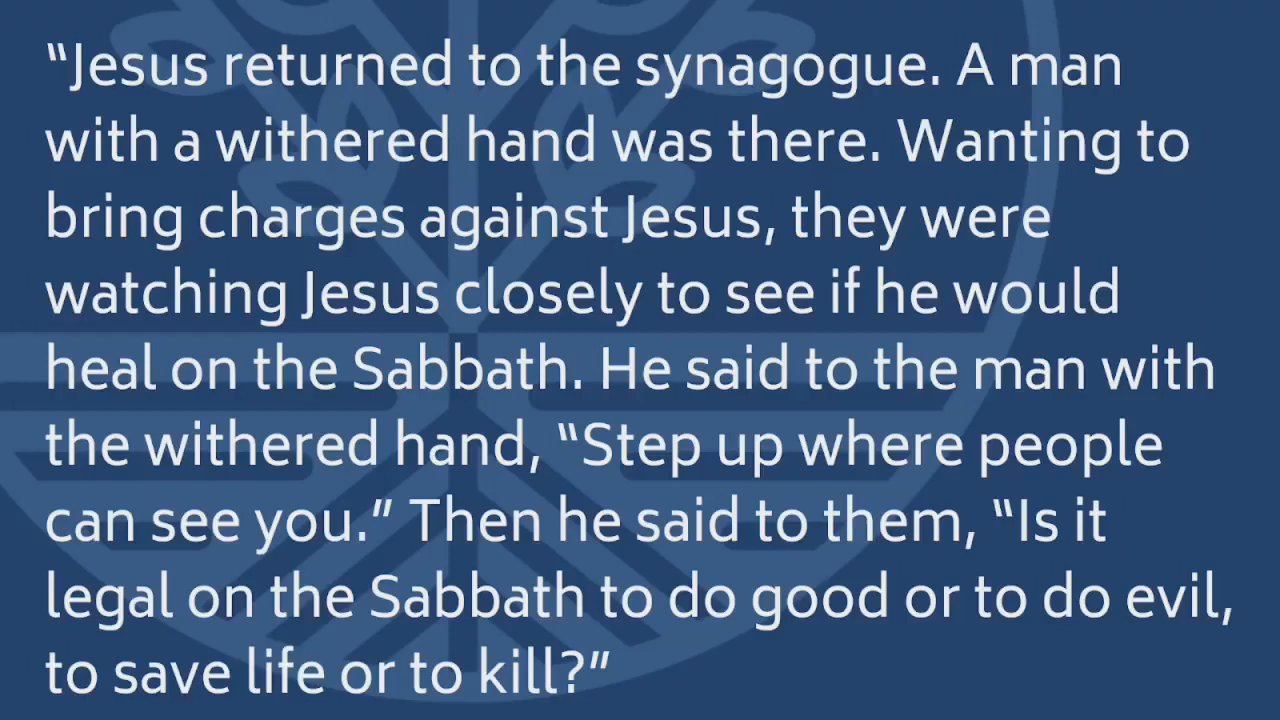 “Jesus returned to the synagogue. A man
with a withered hand was there. Wanting to
bring charges against Jesus, they were
watching Jesus closely to see if he would
heal on the Sabbath. He said to the man with
the withered hand, “Step up where people
can see you.” Then he said to them, “Is it
legal on the Sabbath to do good or to do evil,
to save life or to kill?”